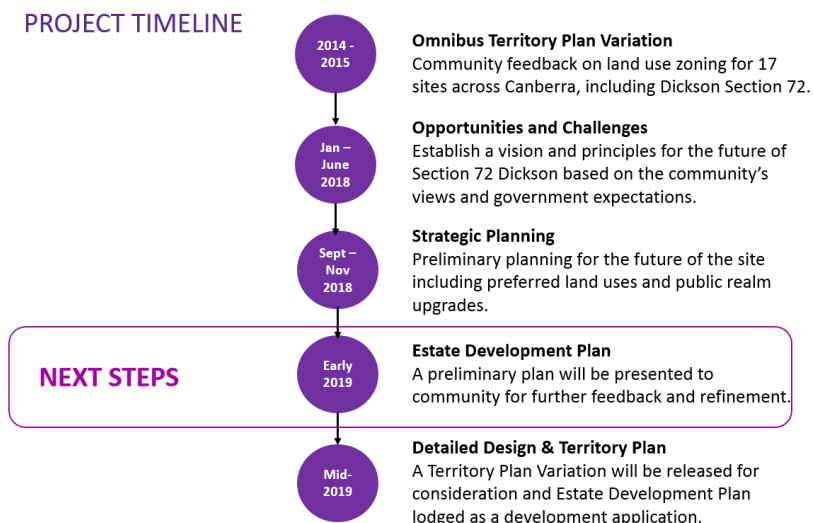 PROJECT TIMELINE
2014 -
2015
Omnibus Territory Plan Variation
Community feedback on land use zoning for 17
sites across Canberra, including Dickson Section 72.
Jan –
June
2018
Opportunities and Challenges
Establish a vision and principles for the future of
Section 72 Dickson based on the community’s
views and government expectations.
Sept –
Nov
2018
Strategic Planning
Preliminary planning for the future of the site
including preferred land uses and public realm
upgrades.
NEXT STEPS
Early
2019
Estate Development Plan
A preliminary plan will be presented to
community for further feedback and refinement.
Mid-
2019
Detailed Design & Territory Plan
A Territory Plan Variation will be released for
consideration and Estate Development Plan
lodged as a development application.